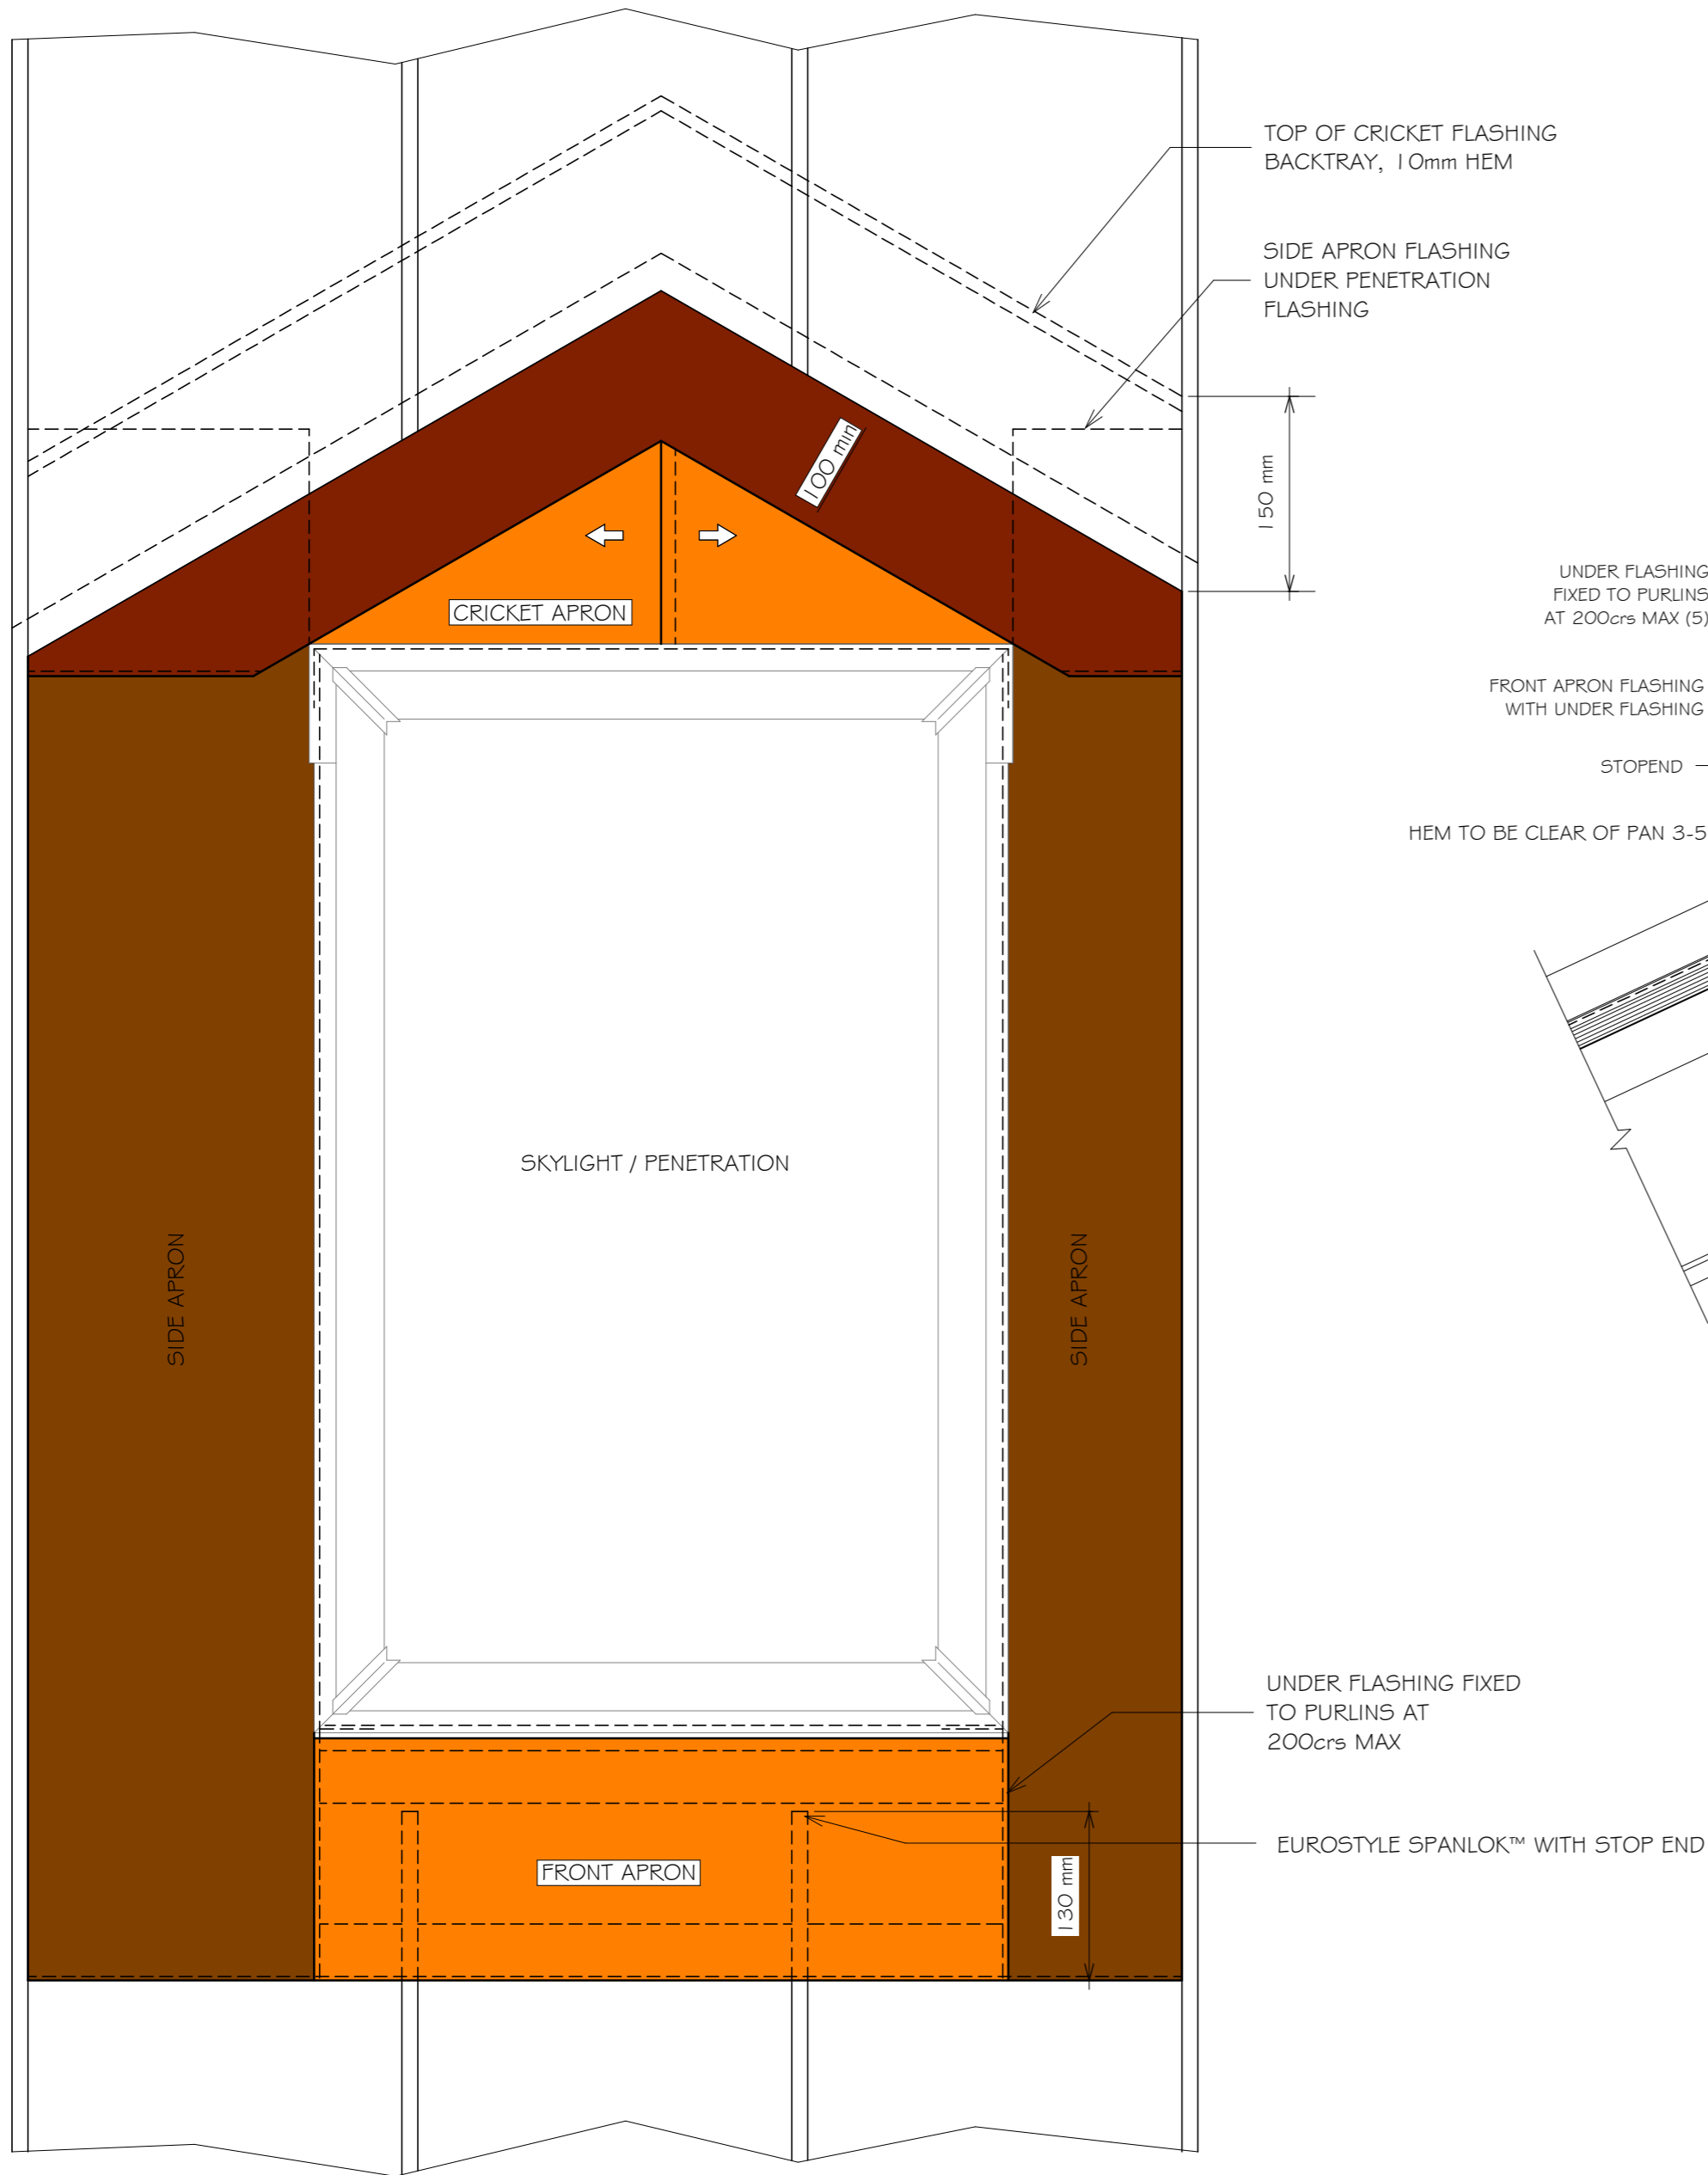 TOP OF CRICKET FLASHING
BACKTRAY, 10mm HEM
SIDE APRON FLASHING
UNDER PENETRATION
FLASHING
100 min
150 mm
UNDER FLASHING
FIXED TO PURLINS
AT 200crs MAX (5)
CRICKET APRON
FRONT APRON FLASHING
WITH UNDER FLASHING
STOPEND
HEM TO BE CLEAR OF PAN 3-5
SKYLIGHT / PENETRATION
SIDE APRON
SIDE APRON
UNDER FLASHING FIXED
TO PURLINS AT
200crs MAX
EUROSTYLE SPANLOK™ WITH STOP END
FRONT APRON
130 mm